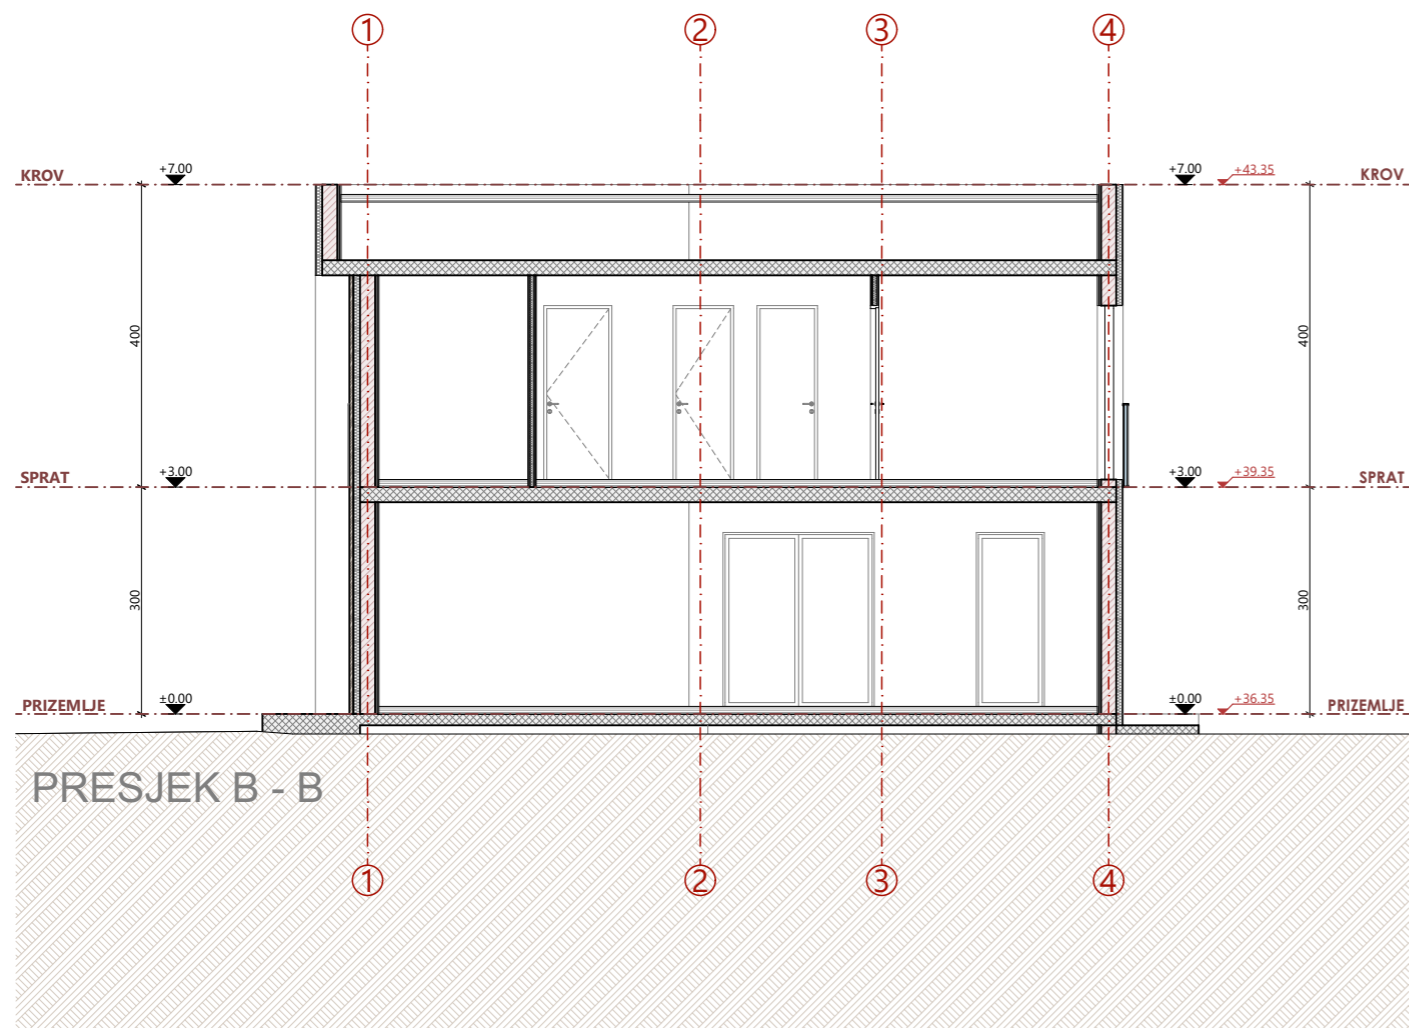 1 2 3 4
KROV +7.00 +7.00 +43.35 KROV
400 400
SPRAT +3.00 +3.00 +39.35 SPRAT
300 300
PRIZEMLJE ±0.00 ±0.00 +36.35 PRIZEMLJE
PRESJEK B - B
1 2 3 4